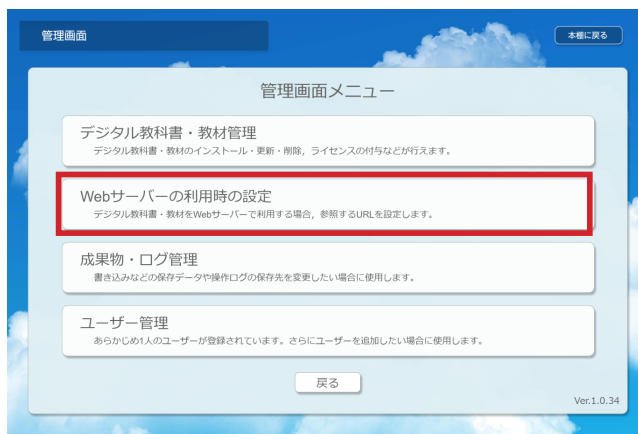 管理画面
本棚に戻る
管理画面メニュー
デジタル教科書・教材管理
デジタル教科書・教材のインストール・更新・削除，ライセンスの付与などが行えます。
Webサーバーの利用時の設定
デジタル教科書・教材をWebサーバーで利用する場合，参照するURLを設定します。
成果物・ログ管理
書き込みなどの保存データや操作ログの保存先を変更したい場合に使用します。
ユーザー管理
あらかじめ1人のユーザーが登録されています。さらにユーザーを追加したい場合に使用します。
戻る
Ver.1.0.34